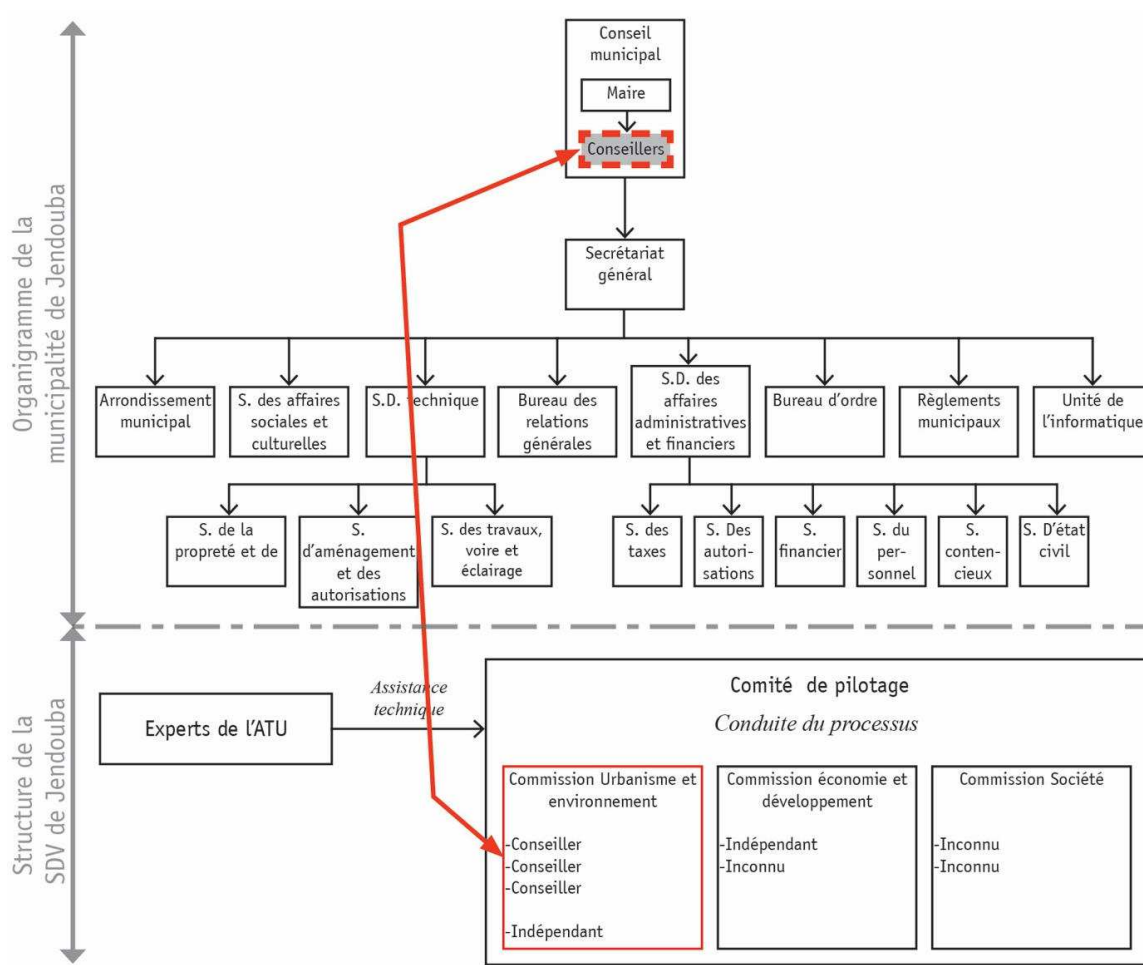 Organigramme de la
municipalité de Jendouba
Conseil
municipal
Maire
Conseillers
Secrétariat
général
Arrondissement
municipal
S. des affaires
sociales et
culturelles
S.D. technique
Bureau des
relations
générales
S.D. des
affaires
administratives
et financiers
Bureau d'ordre
Règlements
municipaux
Unité de
l'informatique
S. de la
propreté et de
S.
d'aménagement
et des
autorisations
S. des travaux,
voire et
éclairage
S. des
taxes
S. Des
autori-
sations
S.
financier
S. du
per-
sonnel
S.
conten-
cieux
S. D'état
civil
Structure de la
SDV de Jendouba
Experts de l'ATU
Assistance
technique
Comité de pilotage
Conduite du processus
Commission Urbanisme et
environnement
-Conseiller
-Conseiller
-Conseiller
-Indépendant
Commission économie et
développement
-Indépendant
-Inconnu
Commission Société
-Inconnu
-Inconnu